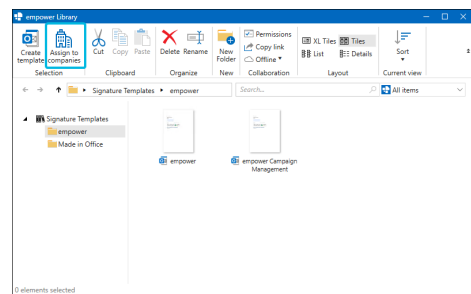 empower Library
Create template
Assign to companies
Cut
Copy
Paste
Delete
Rename
New Folder
Permissions
Copy link
Offline
XL Tiles
Tiles
List
Details
Sort
Selection
Clipboard
Organize
New
Collaboration
Layout
Current view
Signature Templates
empower
Search...
All items
Signature Templates
empower
Made in Office
empower
empower Campaign
Management
0 elements selected